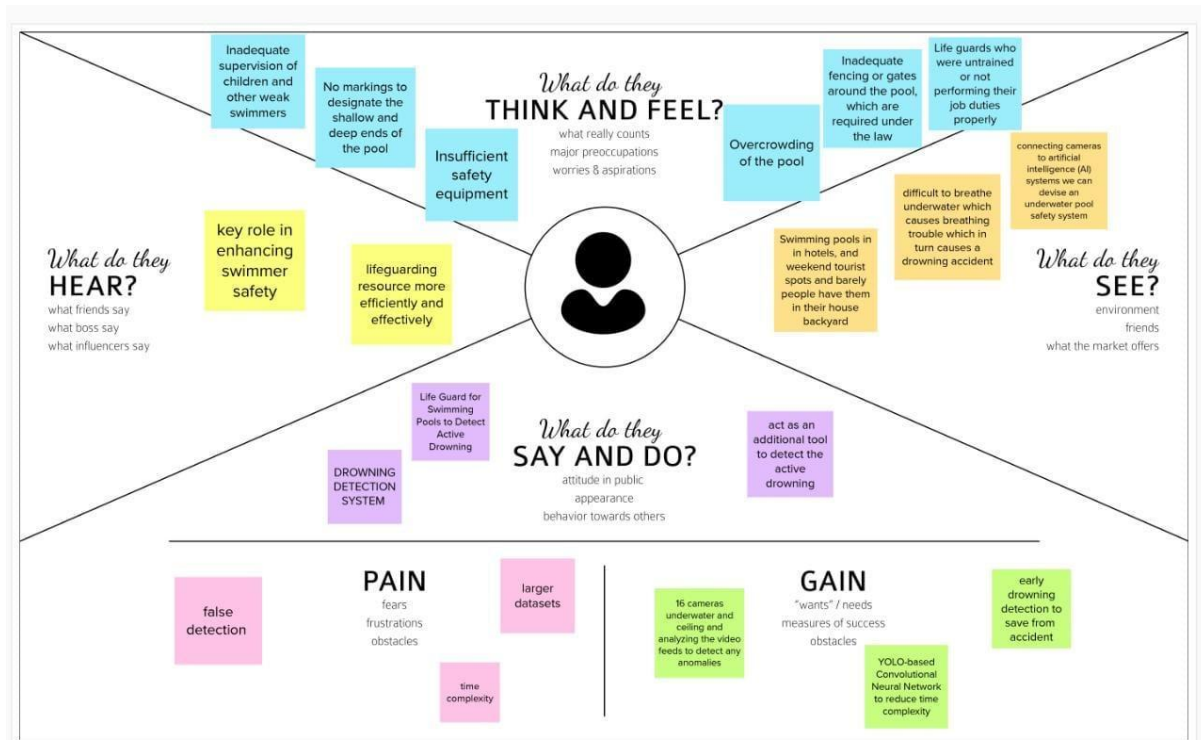 Inadequate
supervision of
children and
other weak
swimmers
No markings to
designate the
shallow and
deep ends of
the pool
Insufficient
safety
equipment
What do they
THINK AND FEEL?
what really counts
major preoccupations
worries & aspirations
Overcrowding
of the pool
Inadequate
fencing or gates
around the pool,
which are
required under
the law
Life guards who
were untrained
or not
performing their
job duties
properly
What do they
HEAR?
what friends say
what boss say
what influencers say
key role in
enhancing
swimmer
safety
lifeguarding
resource more
efficiently and
effectively
Swimming pools in
in hotels, and
weekend tourist
spots and barely
people have them
in their house
backyard
difficult to breathe
underwater which
causes breathing
trouble which in
turn causes a
drowning accident
connecting cameras
to artificial
intelligence (AI)
systems we can
devise an
underwater pool
safety system
What do they
SEE?
environment
friends
what the market offers
DROWNING
DETECTION
SYSTEM
Life Guard for
Swimming
Pools to Detect
Active
Drowning
What do they
SAY AND DO?
attitude in public
appearance
behavior towards others
act as an
additional tool
to detect the
active
drowning
false
detection
PAIN
fears
frustrations
obstacles
larger
datasets
time
complexity
16 cameras
underwater and
ceiling and
analyzing the video
feeds to detect any
anomalies
GAIN
"wants" / needs
measures of success
obstacles
YOLO-based
Convolutional
Neural Network
to reduce time
complexity
early
drowning
detection to
save from
accident